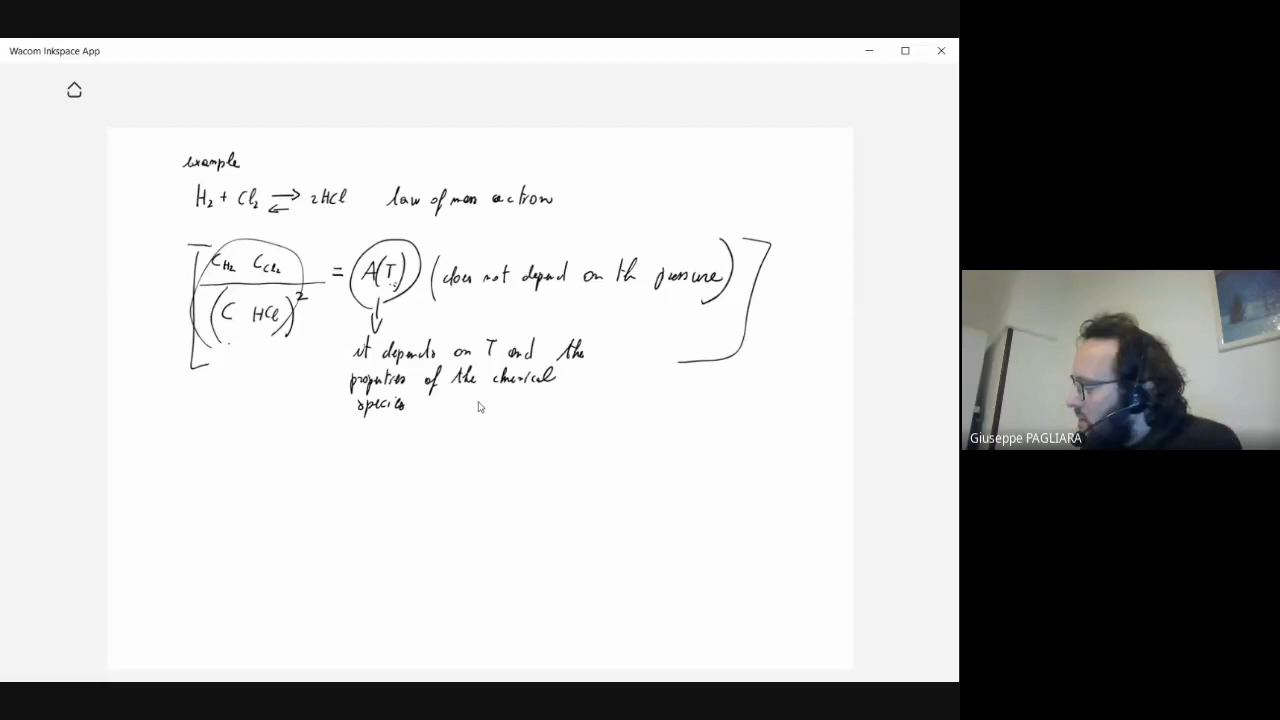 Wacom Inkspace App
example
H₂ + Cl₂ ⇌ 2HCl law of mass action
[ C_H₂ C_Cl₂ / (C HCl)² = A(T) (does not depend on th pressure) ]
it depends on T and the
properties of the chemical
species
Giuseppe PAGLIARA